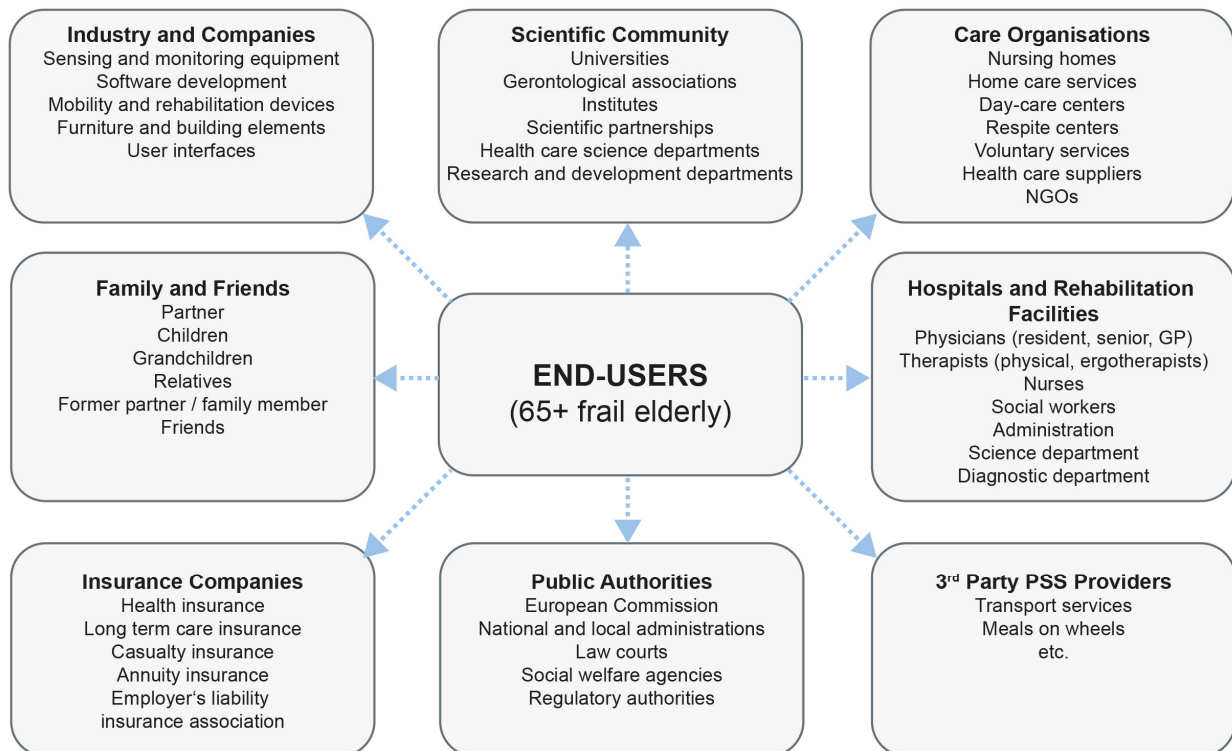 Industry and Companies
Sensing and monitoring equipment
Software development
Mobility and rehabilitation devices
Furniture and building elements
User interfaces
Scientific Community
Universities
Gerontological associations
Institutes
Scientific partnerships
Health care science departments
Research and development departments
Care Organisations
Nursing homes
Home care services
Day-care centers
Respite centers
Voluntary services
Health care suppliers
NGOs
Family and Friends
Partner
Children
Grandchildren
Relatives
Former partner / family member
Friends
END-USERS
(65+ frail elderly)
Hospitals and Rehabilitation
Facilities
Physicians (resident, senior, GP)
Therapists (physical, ergotherapists)
Nurses
Social workers
Administration
Science department
Diagnostic department
Insurance Companies
Health insurance
Long term care insurance
Casualty insurance
Annuity insurance
Employer‘s liability
insurance association
Public Authorities
European Commission
National and local administrations
Law courts
Social welfare agencies
Regulatory authorities
3rd Party PSS Providers
Transport services
Meals on wheels
etc.